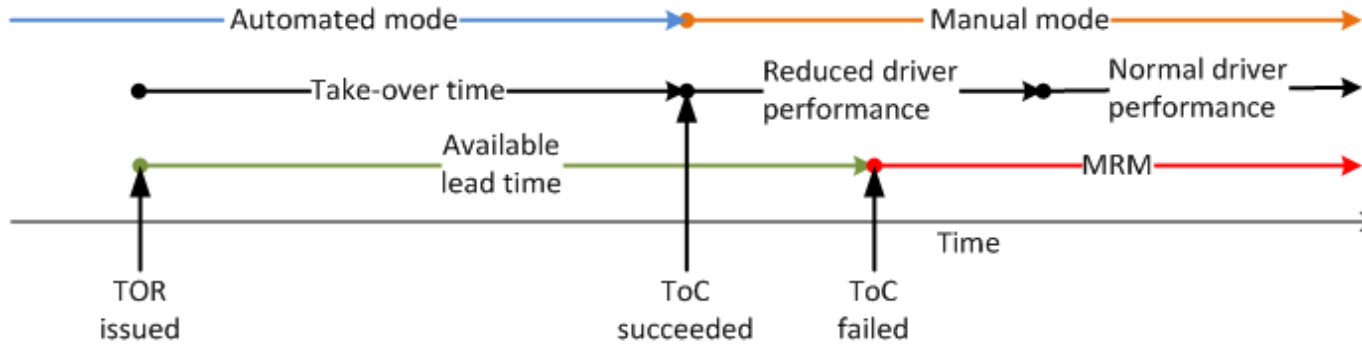 Automated mode
Manual mode
Take-over time
Reduced driver
performance
Normal driver
performance
Available
lead time
MRM
Time
TOR
issued
ToC
succeeded
ToC
failed